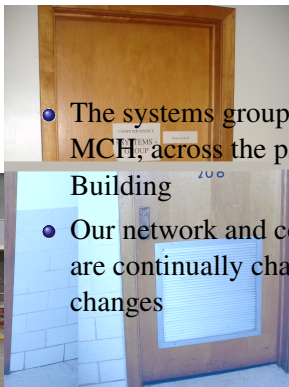 COMPUTER SCIENCE
SYSTEMS
GROUP
The systems group
MCH, across the p
Building
208
Our network and co
are continually cha
changes